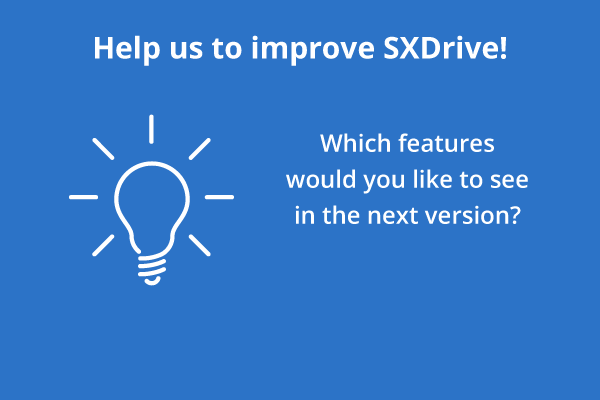 Help us to improve SXDrive!
Which features
would you like to see
in the next version?